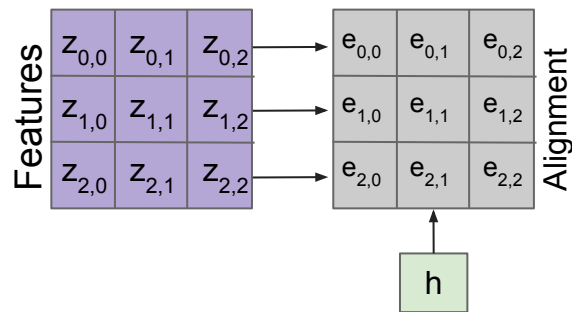 Features
z0,0 z0,1 z0,2
z1,0 z1,1 z1,2
z2,0 z2,1 z2,2
e0,0 e0,1 e0,2
e1,0 e1,1 e1,2
e2,0 e2,1 e2,2
Alignment
h